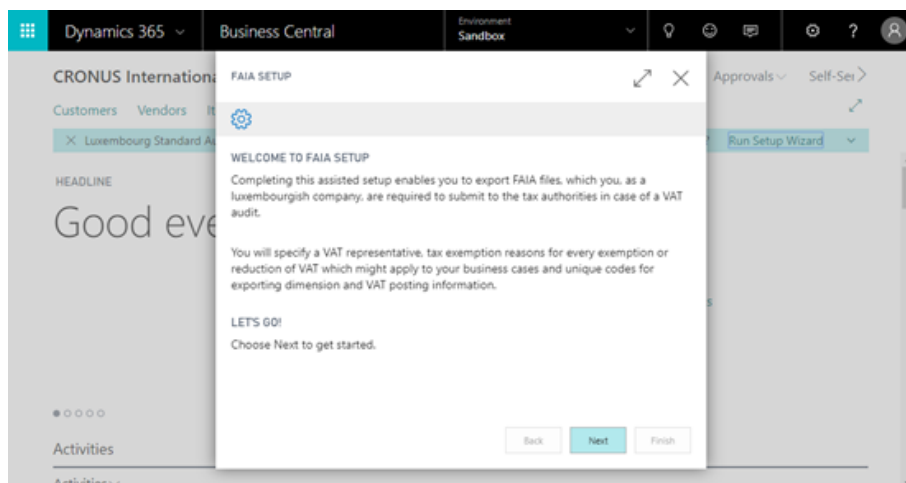 Dynamics 365
Business Central
Environment
Sandbox
?
CRONUS Internationa
Approvals
Self-Ser
Customers Vendors It
Luxembourg Standard Au
? Run Setup Wizard
HEADLINE
Good eve
FAIA SETUP
WELCOME TO FAIA SETUP
Completing this assisted setup enables you to export FAIA files, which you, as a
luxembourgish company, are required to submit to the tax authorities in case of a VAT
audit.
You will specify a VAT representative, tax exemption reasons for every exemption or
reduction of VAT which might apply to your business cases and unique codes for
exporting dimension and VAT posting information.
LET'S GO!
Choose Next to get started.
s
Back Next Finish
Activities
Activities